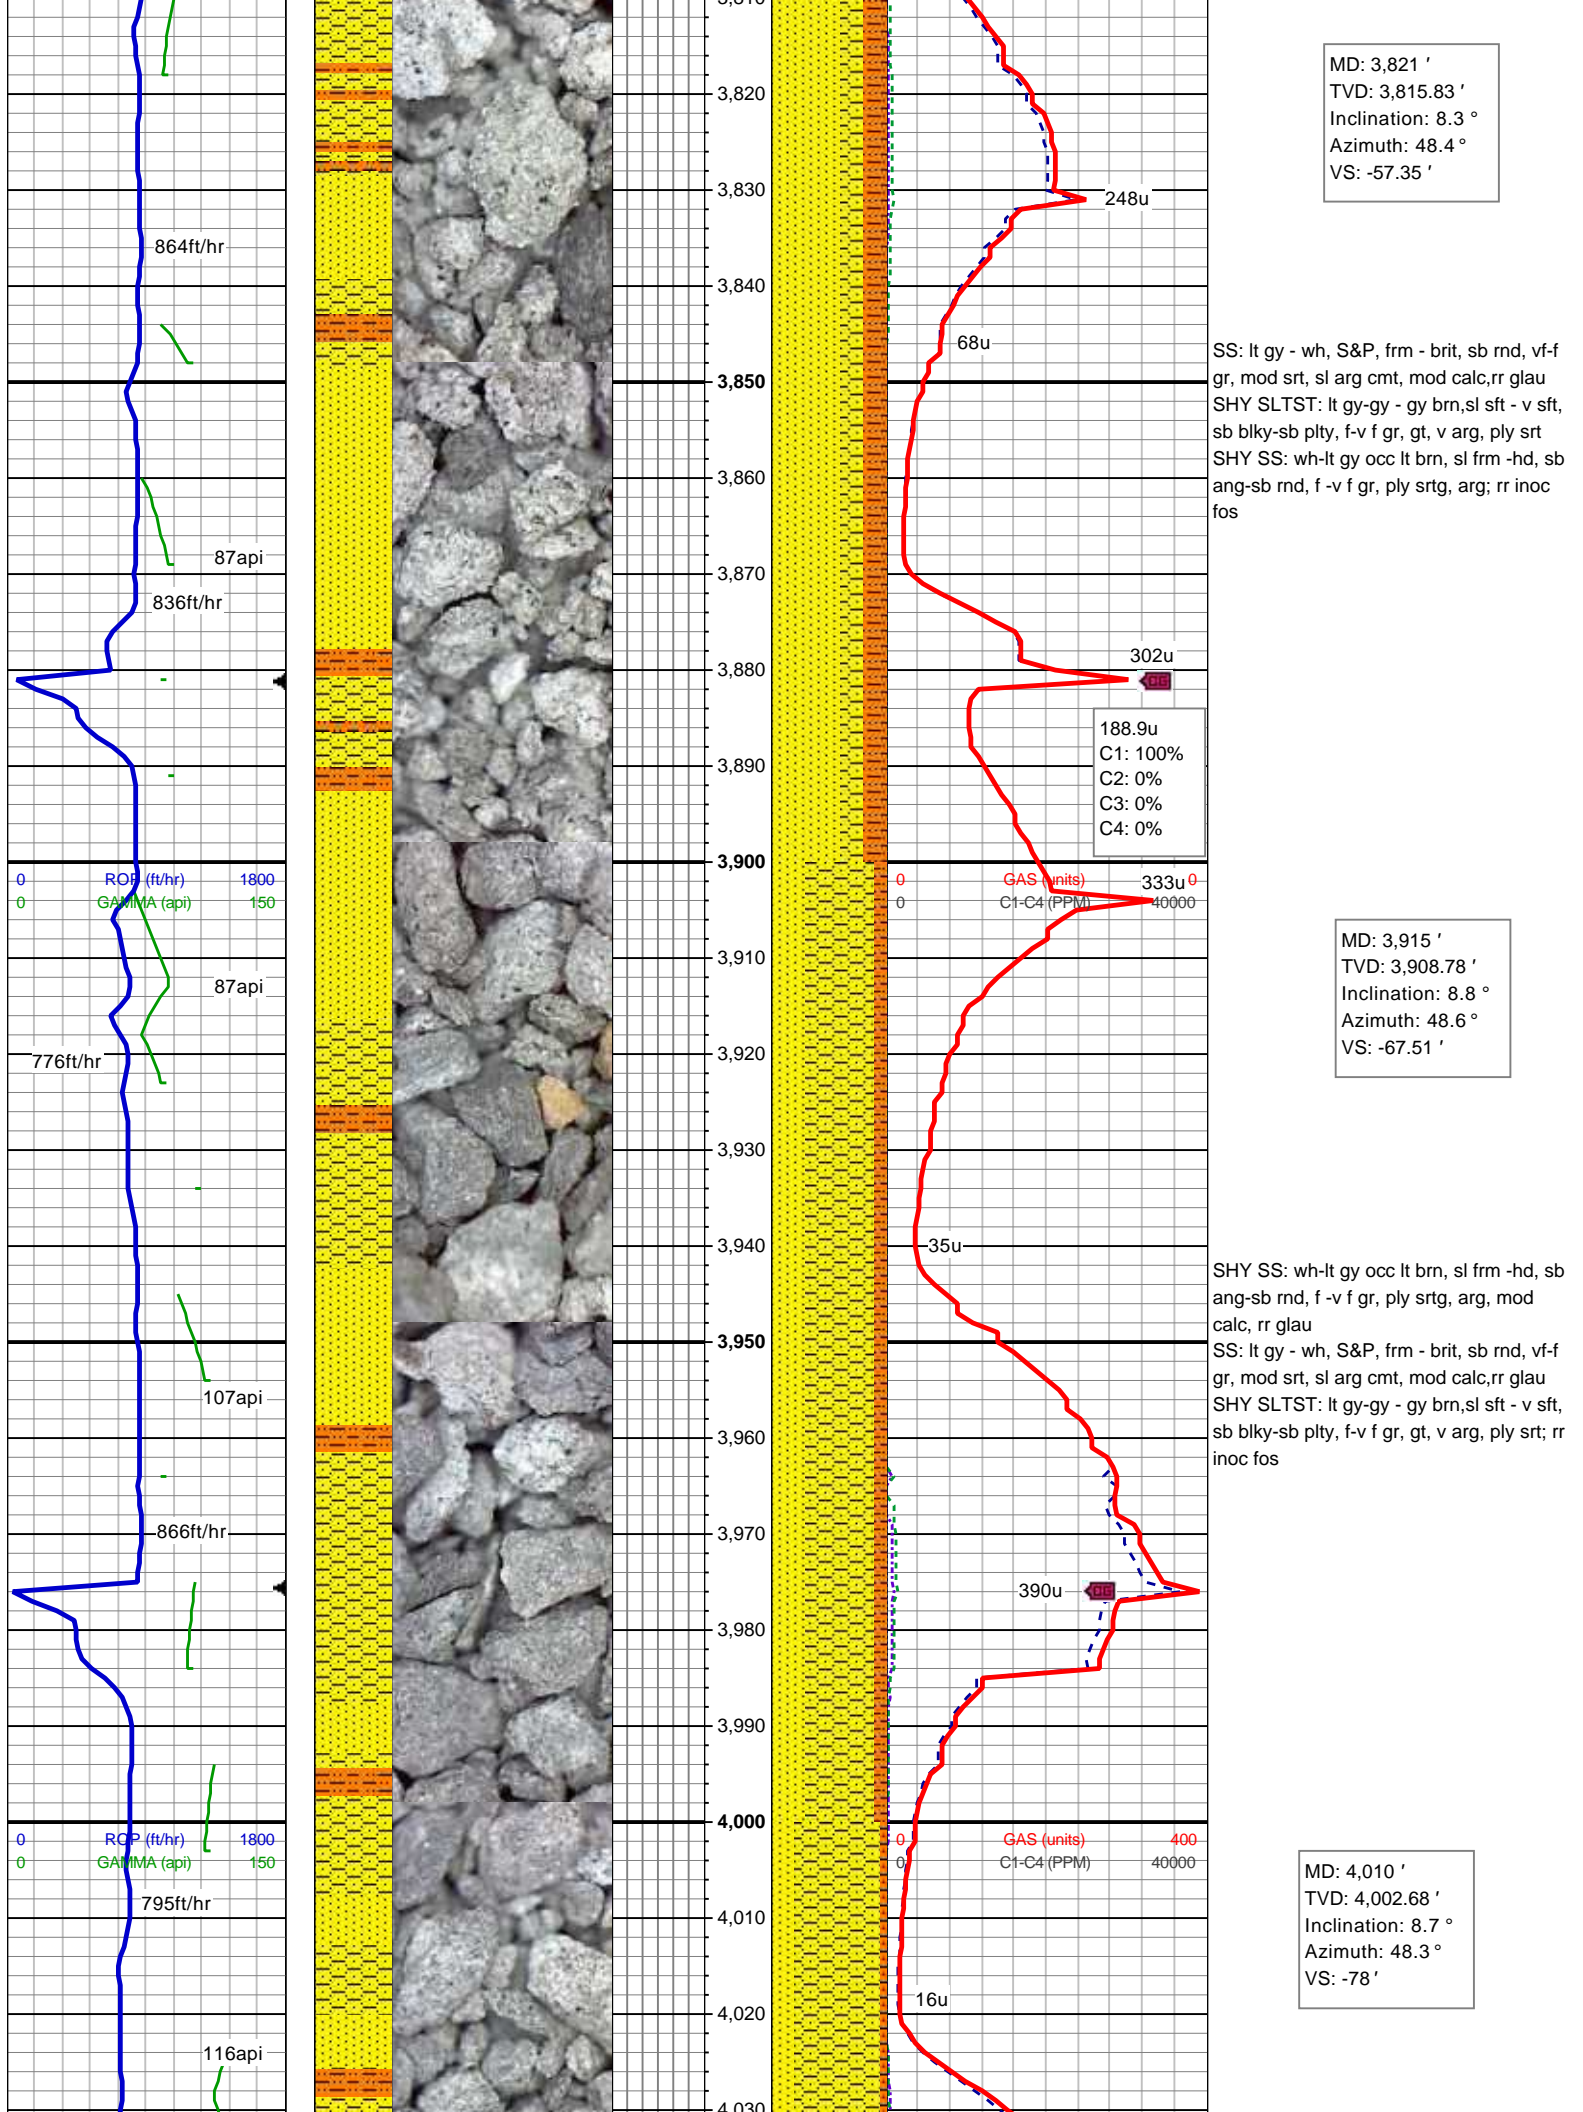 MD: 3,821 '
TVD: 3,815.83 '
Inclination: 8.3 °
Azimuth: 48.4 °
VS: -57.35 '
3,820
3,830
248u
864ft/hr
3,840
68u
SS: lt gy - wh, S&P, frm - brit, sb rnd, vf-f
gr, mod srt, sl arg cmt, mod calc,rr glau
SHY SLTST: lt gy-gy - gy brn,sl sft - v sft,
sb blky-sb plty, f-v f gr, gt, v arg, ply srt
SHY SS: wh-lt gy occ lt brn, sl frm -hd, sb
ang-sb rnd, f -v f gr, ply srtg, arg; rr inoc
fos
3,850
3,860
87api
3,870
836ft/hr
302u
3,880
DG
188.9u
C1: 100%
C2: 0%
C3: 0%
C4: 0%
3,890
3,900
0 ROP (ft/hr) 1800
0 GAMMA (api) 150
0 GAS (units) 0
333u
0 C1-C4 (PPM) 40000
MD: 3,915 '
TVD: 3,908.78 '
Inclination: 8.8 °
Azimuth: 48.6 °
VS: -67.51 '
3,910
87api
3,920
776ft/hr
3,930
3,940
35u
SHY SS: wh-lt gy occ lt brn, sl frm -hd, sb
ang-sb rnd, f -v f gr, ply srtg, arg, mod
calc, rr glau
SS: lt gy - wh, S&P, frm - brit, sb rnd, vf-f
gr, mod srt, sl arg cmt, mod calc,rr glau
SHY SLTST: lt gy-gy - gy brn,sl sft - v sft,
sb blky-sb plty, f-v f gr, gt, v arg, ply srt; rr
inoc fos
3,950
107api
3,960
866ft/hr
3,970
390u
DG
3,980
3,990
4,000
0 ROP (ft/hr) 1800
0 GAMMA (api) 150
0 GAS (units) 400
0 C1-C4 (PPM) 40000
MD: 4,010 '
TVD: 4,002.68 '
Inclination: 8.7 °
Azimuth: 48.3 °
VS: -78 '
795ft/hr
4,010
16u
4,020
116api
4,030